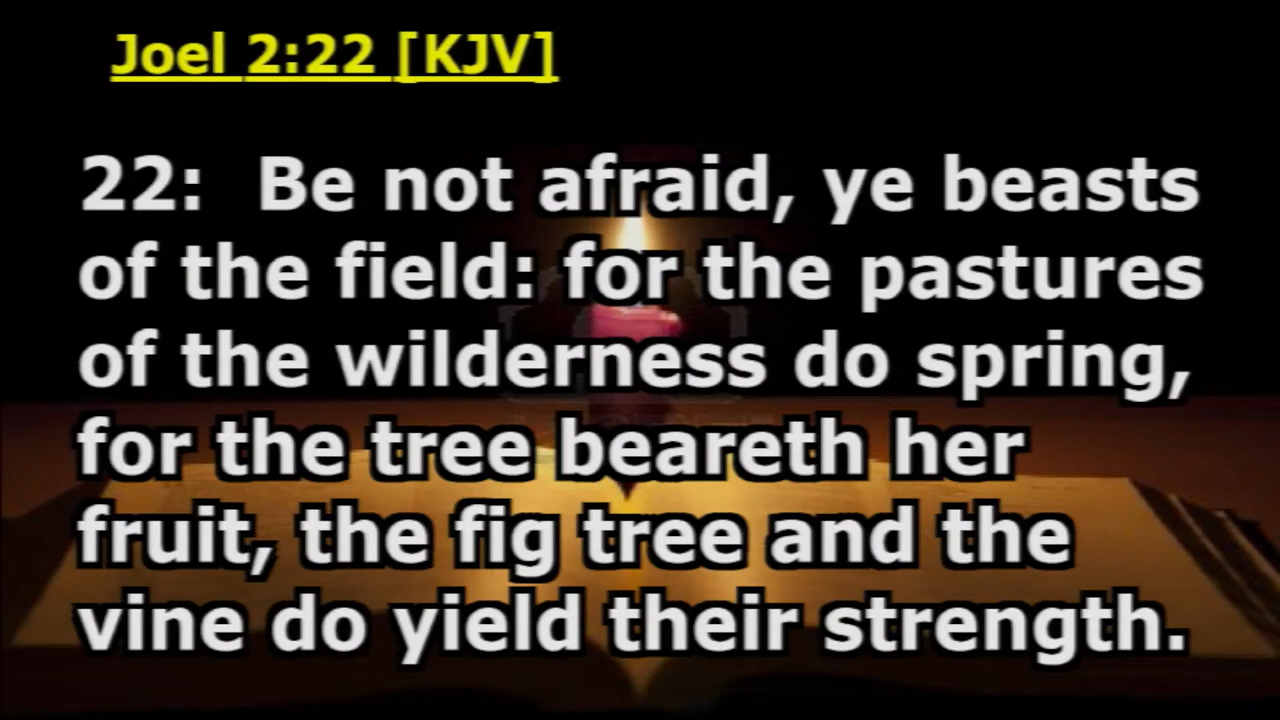 Joel 2:22 [KJV]
22:  Be not afraid, ye beasts
of the field: for the pastures
of the wilderness do spring,
for the tree beareth her
fruit, the fig tree and the
vine do yield their strength.